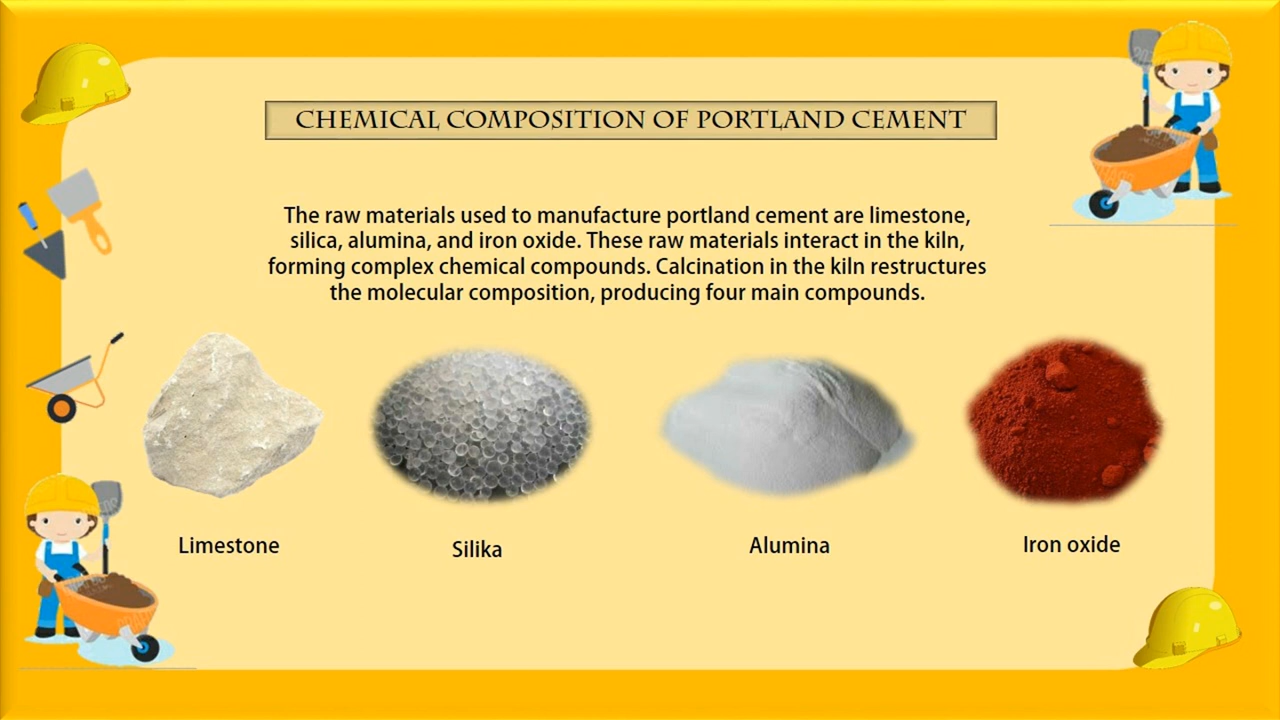 CHEMICAL COMPOSITION OF PORTLAND CEMENT
The raw materials used to manufacture portland cement are limestone,
silica, alumina, and iron oxide. These raw materials interact in the kiln,
forming complex chemical compounds. Calcination in the kiln restructures
the molecular composition, producing four main compounds.
Limestone
Silika
Alumina
Iron oxide